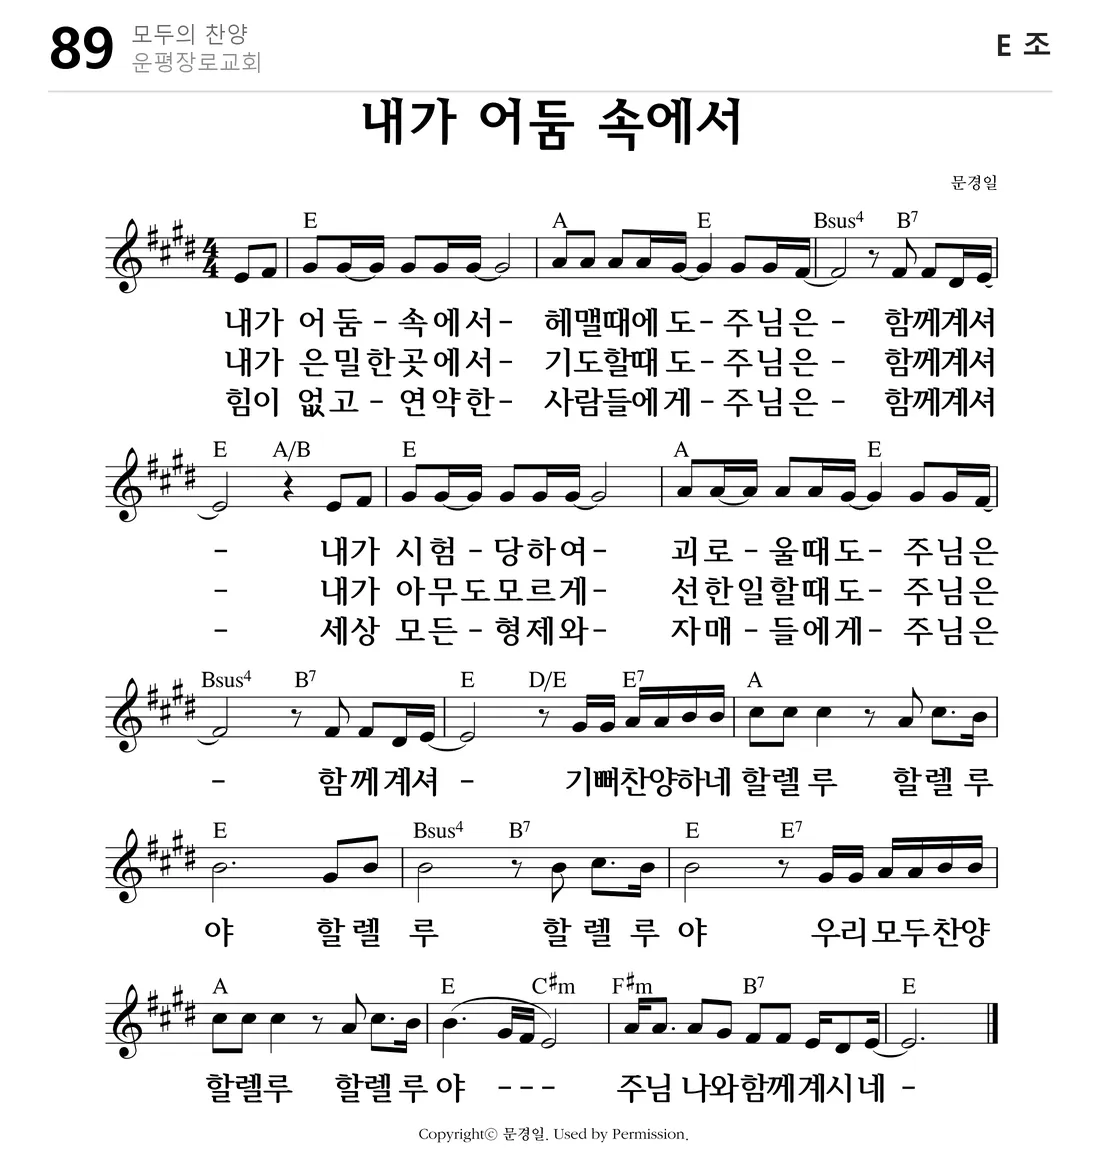 89 모두의 찬양 E 조
운평장로교회
내가 어둠 속에서
문경일
E A E Bsus4 B7
내가 어 둠 - 속 에 서 - 헤맬때에 도 - 주 님 은 - 함께계셔
내가 은 밀 한 곳 에 서 - 기도할때 도 - 주 님 은 - 함께계셔
힘이 없 고 - 연 약 한 - 사람들에 게 - 주 님 은 - 함께계셔
E A/B E A E
- 내가 시 험 - 당 하 여 - 괴 로 - 울 때 도 - 주 님 은
- 내가 아 무 도 모 르 게 - 선 한 일 할 때 도 - 주 님 은
- 세상 모 든 - 형 제 와 - 자 매 - 들 에 게 - 주 님 은
Bsus4 B7 E D/E E7 A
- 함 께 계셔 - 기뻐찬양하네 할렐 루 할 렐 루
E Bsus4 B7 E E7
야 할 렐 루 할 렐 루 야 우리 모두 찬양
A E C#m F#m B7 E
할렐루 할렐 루 야 - - - 주님 나와함께 계시 네 -
Copyright© 문경일. Used by Permission.